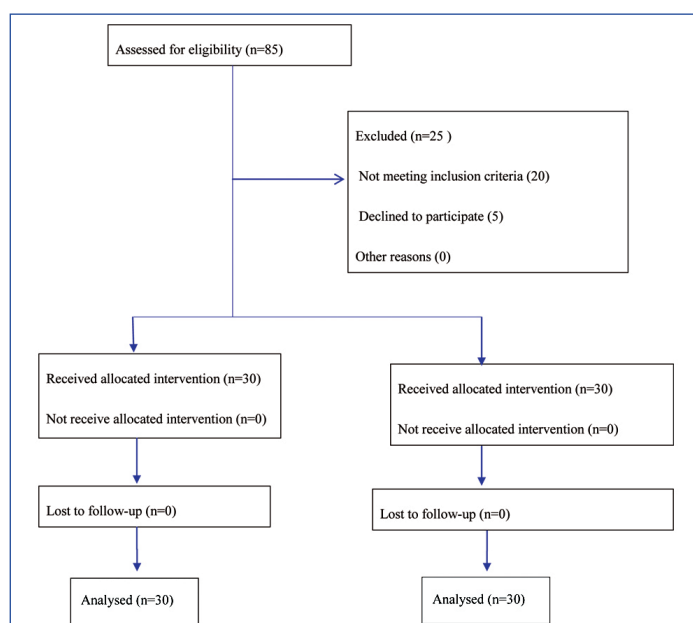 Assessed for eligibility (n=85)
Excluded (n=25 )
Not meeting inclusion criteria (20)
Declined to participate (5)
Other reasons (0)
Received allocated intervention (n=30)
Not receive allocated intervention (n=0)
Received allocated intervention (n=30)
Not receive allocated intervention (n=0)
Lost to follow-up (n=0)
Lost to follow-up (n=0)
Analysed (n=30)
Analysed (n=30)